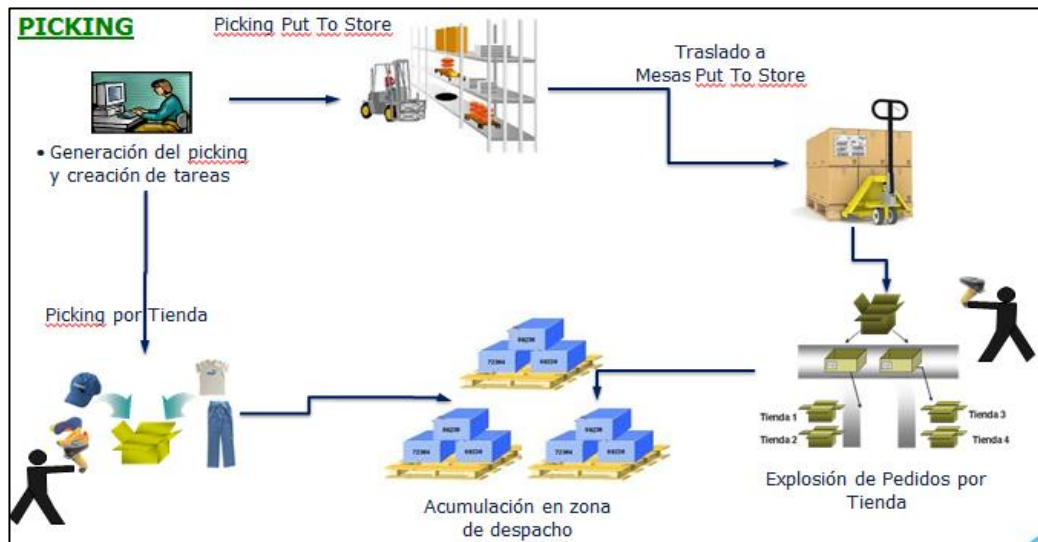 PICKING
Picking Put To Store
Traslado a
Mesas Put To Store
• Generación del picking
y creación de tareas
Picking por Tienda
Tienda 1
Tienda 2
Tienda 3
Tienda 4
Explosión de Pedidos por
Tienda
Acumulación en zona
de despacho